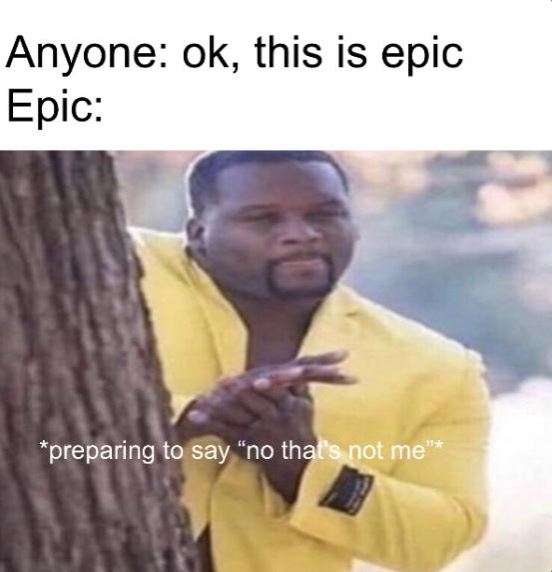 Anyone: ok, this is epic
Epic:
*preparing to say “no that's not me”*